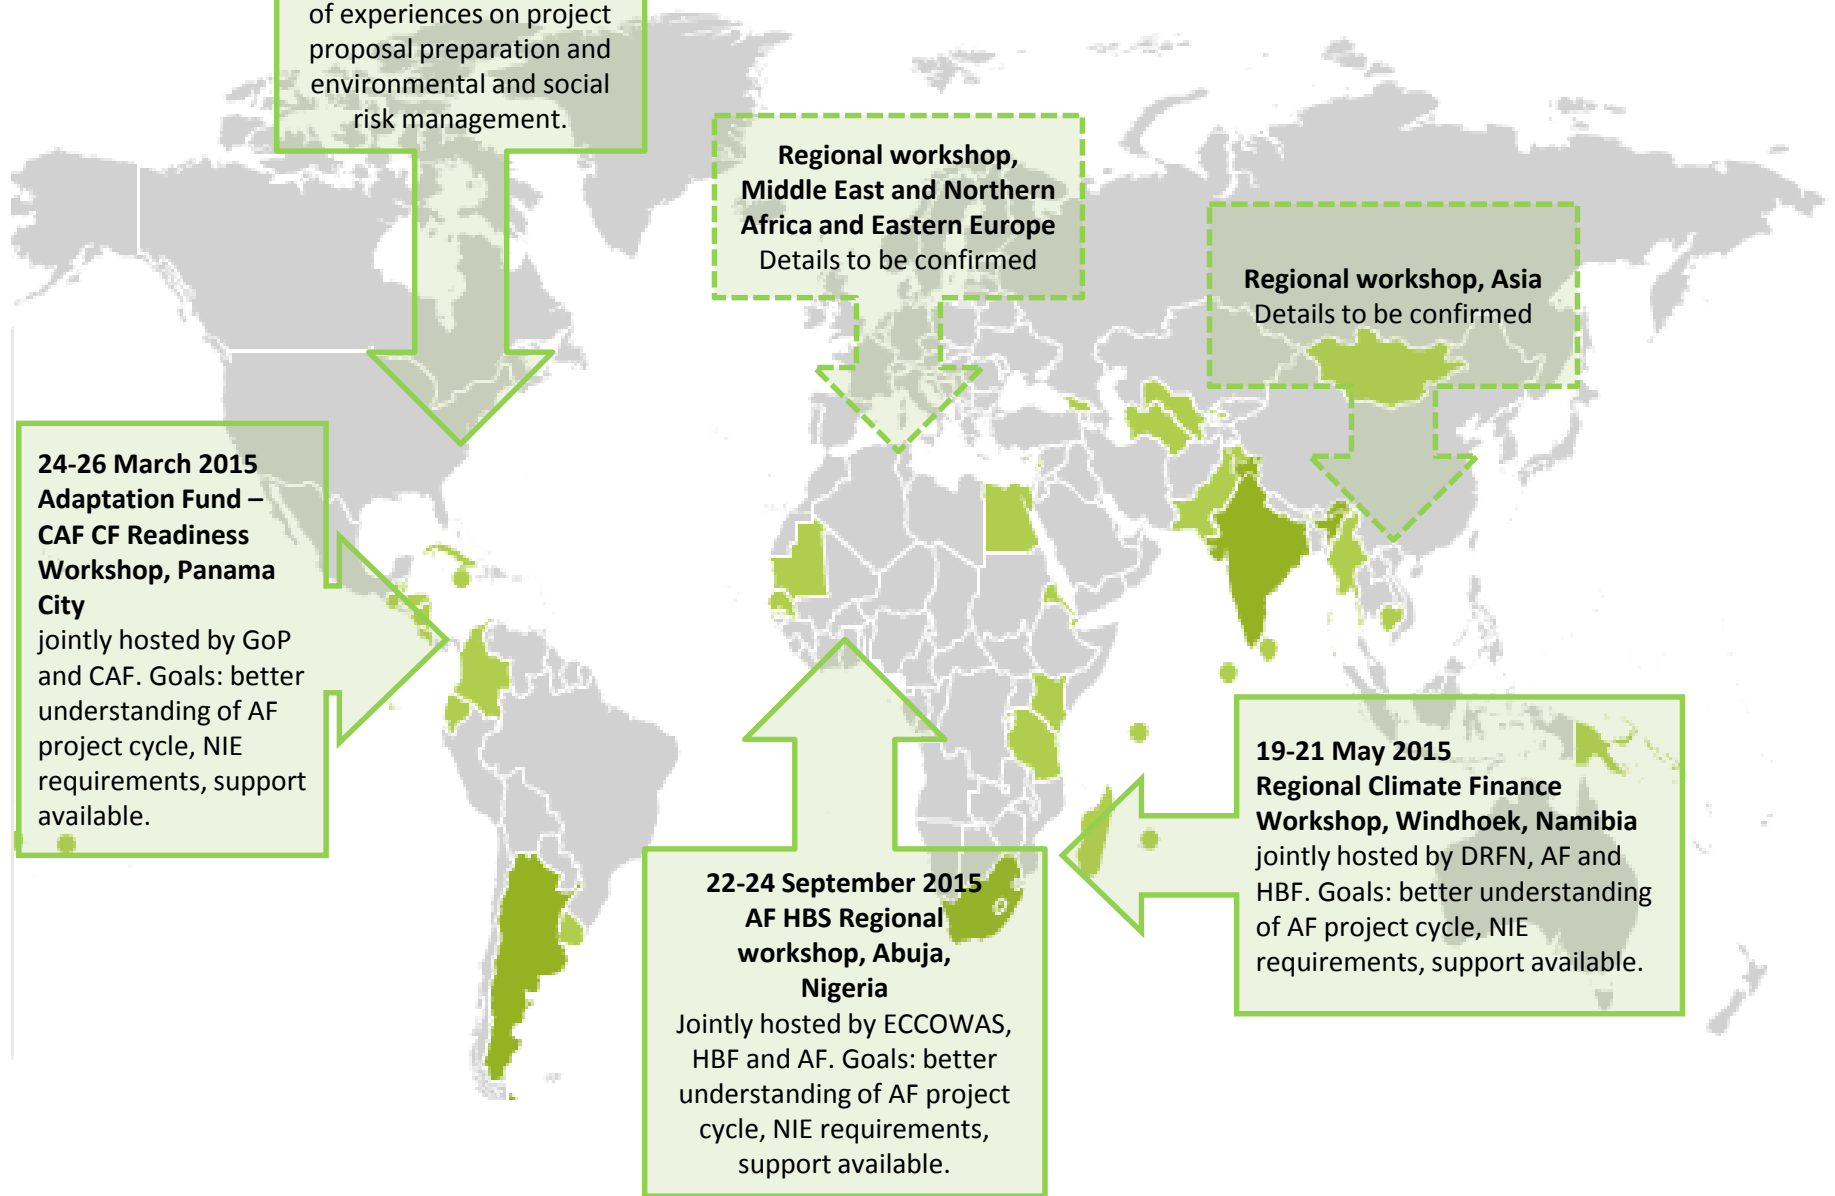 of experiences on project
proposal preparation and
environmental and social
risk management.
Regional workshop,
Middle East and Northern
Africa and Eastern Europe
Details to be confirmed
Regional workshop, Asia
Details to be confirmed
24-26 March 2015
Adaptation Fund –
CAF CF Readiness
Workshop, Panama
City
jointly hosted by GoP
and CAF. Goals: better
understanding of AF
project cycle, NIE
requirements, support
available.
22-24 September 2015
AF HBS Regional
workshop, Abuja,
Nigeria
Jointly hosted by ECCOWAS,
HBF and AF. Goals: better
understanding of AF project
cycle, NIE requirements,
support available.
19-21 May 2015
Regional Climate Finance
Workshop, Windhoek, Namibia
jointly hosted by DRFN, AF and
HBF. Goals: better understanding
of AF project cycle, NIE
requirements, support available.